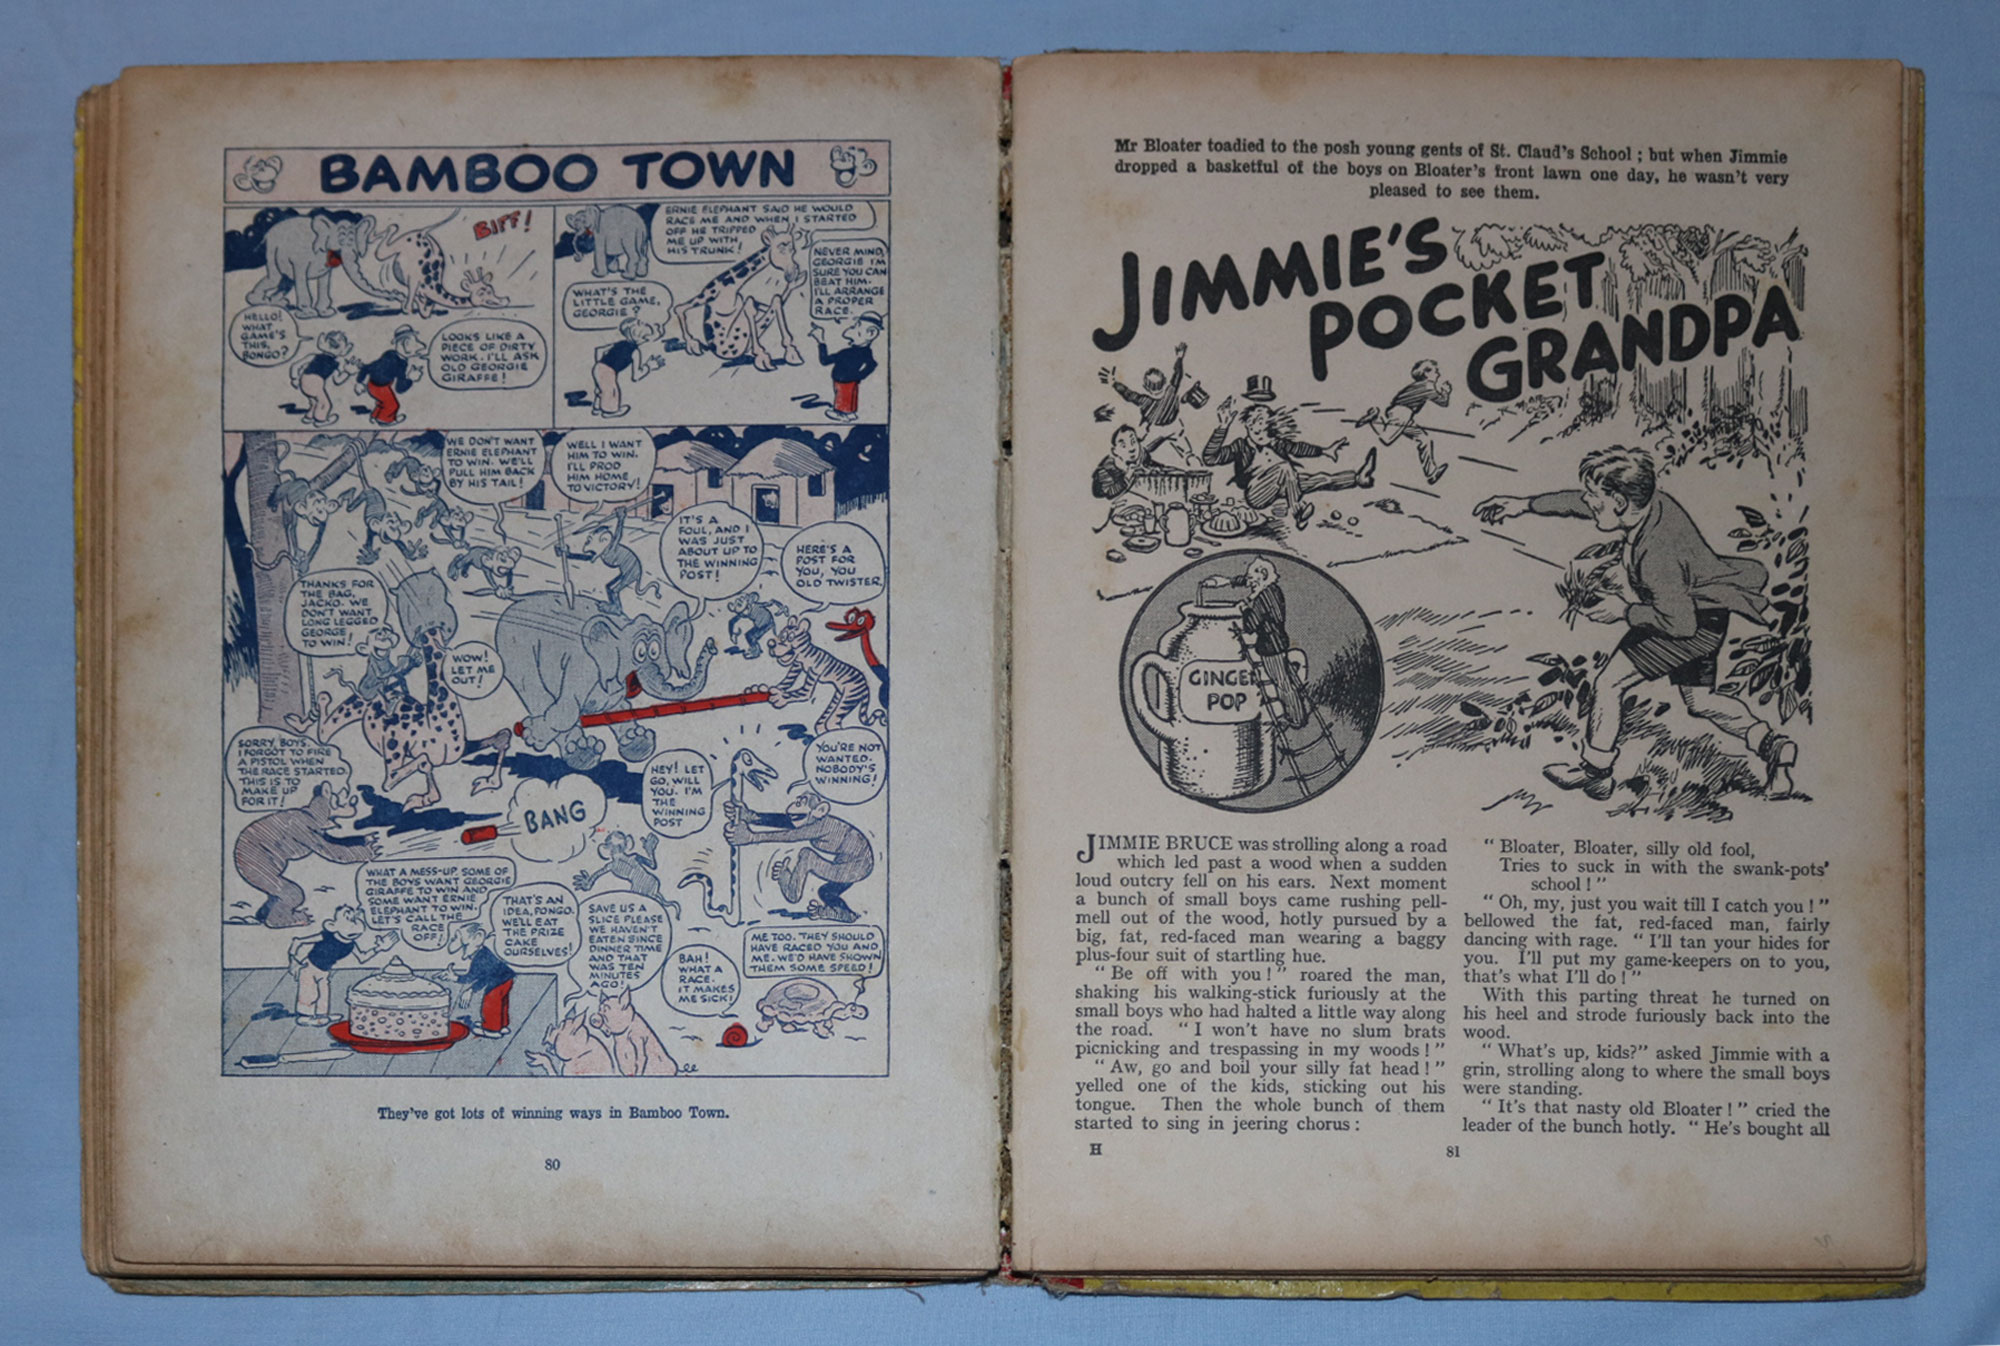 BAMBOO TOWN
BIFF!
HELLO!
WHAT
GAME'S
THIS,
BONGO?
LOOKS LIKE A
PIECE OF DIRTY
WORK. I'LL ASK
OLD GEORGIE
GIRAFFE!
ERNIE ELEPHANT SAID HE WOULD
RACE ME AND WHEN I STARTED
OFF HE TRIPPED
ME UP WITH
HIS TRUNK!
WHAT'S THE
LITTLE GAME,
GEORGIE?
NEVER MIND,
GEORGIE I'M
SURE YOU CAN
BEAT HIM.
I'LL ARRANGE
A PROPER
RACE.
WE DON'T WANT
ERNIE ELEPHANT
TO WIN. WE'LL
PULL HIM BACK
BY HIS TAIL!
WELL I WANT
HIM TO WIN.
I'LL PROD
HIM HOME
TO VICTORY!
IT'S A
FOUL, AND I
WAS JUST
ABOUT UP TO
THE WINNING
POST!
HERE'S A
POST FOR
YOU, YOU
OLD TWISTER
THANKS FOR
THE BAG,
JACKO. WE
DON'T WANT
LONG LEGGED
GEORGE
TO WIN!
WOW!
LET ME
OUT!
SORRY, BOYS.
I FORGOT TO FIRE
A PISTOL WHEN
THE RACE STARTED.
THIS IS TO
MAKE UP
FOR IT!
BANG
HEY! LET
GO, WILL
YOU. I'M
THE
WINNING
POST
YOU'RE NOT
WANTED.
NOBODY'S
WINNING!
WHAT A MESS-UP. SOME OF
THE BOYS WANT GEORGIE
GIRAFFE TO WIN AND
SOME WANT ERNIE
ELEPHANT TO WIN.
LET'S CALL THE
RACE
OFF!
THAT'S AN
IDEA, PONGO.
WE'LL EAT
THE PRIZE
CAKE
OURSELVES!
SAVE US A
SLICE PLEASE
WE HAVEN'T
EATEN SINCE
DINNER TIME
AND THAT
WAS TEN
MINUTES
AGO!
BAH!
WHAT A
RACE.
IT MAKES
ME SICK!
ME TOO. THEY SHOULD
HAVE RACED YOU AND
ME. WE'D HAVE SHOWN
THEM SOME SPEED!
They've got lots of winning ways in Bamboo Town.
80
Mr Bloater toadied to the posh young gents of St. Claud's School ; but when Jimmie
dropped a basketful of the boys on Bloater's front lawn one day, he wasn't very
pleased to see them.
JIMMIE'S
POCKET
GRANDPA
GINGER
POP
JIMMIE BRUCE was strolling along a road
which led past a wood when a sudden
loud outcry fell on his ears. Next moment
a bunch of small boys came rushing pell-
mell out of the wood, hotly pursued by a
big, fat, red-faced man wearing a baggy
plus-four suit of startling hue.
" Be off with you ! " roared the man,
shaking his walking-stick furiously at the
small boys who had halted a little way along
the road. " I won't have no slum brats
picnicking and trespassing in my woods ! "
" Aw, go and boil your silly fat head ! "
yelled one of the kids, sticking out his
tongue. Then the whole bunch of them
started to sing in jeering chorus :
H
" Bloater, Bloater, silly old fool,
Tries to suck in with the swank-pots'
school ! "
" Oh, my, just you wait till I catch you ! "
bellowed the fat, red-faced man, fairly
dancing with rage. " I'll tan your hides for
you. I'll put my game-keepers on to you,
that's what I'll do ! "
With this parting threat he turned on
his heel and strode furiously back into the
wood.
" What's up, kids?" asked Jimmie with a
grin, strolling along to where the small boys
were standing.
" It's that nasty old Bloater ! " cried the
leader of the bunch hotly. " He's bought all
81